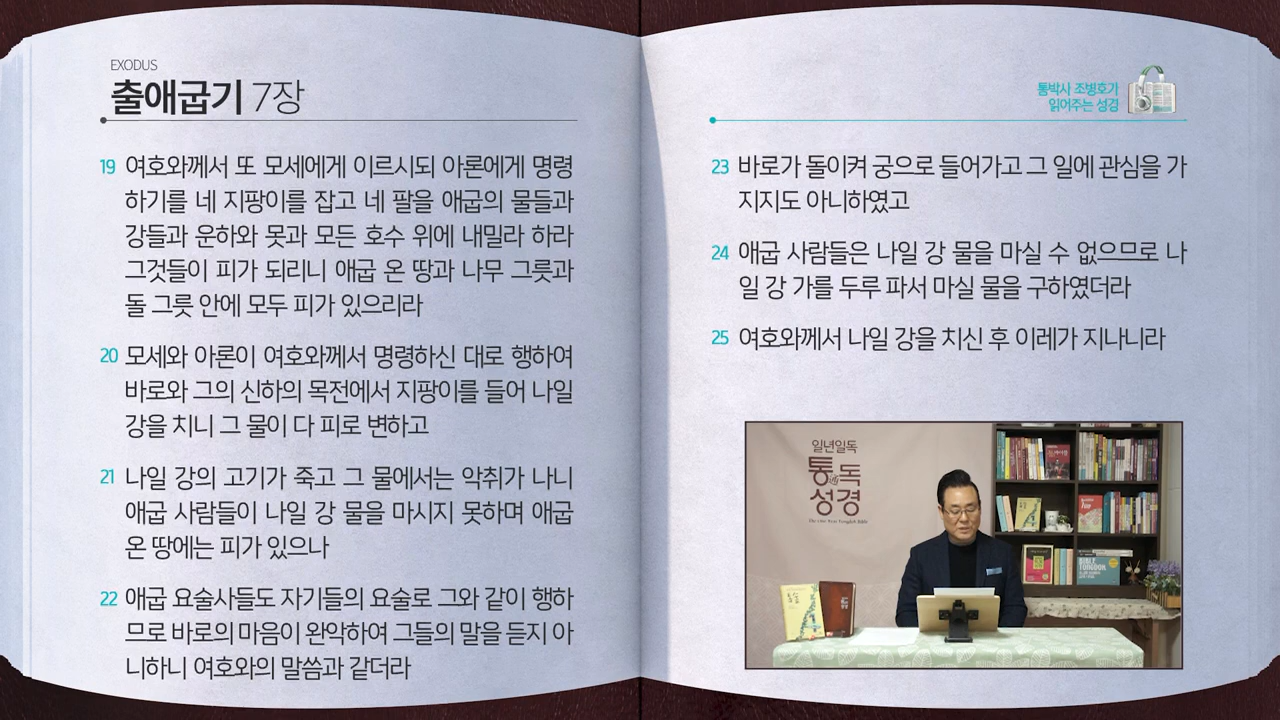 EXODUS
출애굽기 7장
19 여호와께서 또 모세에게 이르시되 아론에게 명령
하기를 네 지팡이를 잡고 네 팔을 애굽의 물들과
강들과 운하와 못과 모든 호수 위에 내밀라 하라
그것들이 피가 되리니 애굽 온 땅과 나무 그릇과
돌 그릇 안에 모두 피가 있으리라
20 모세와 아론이 여호와께서 명령하신 대로 행하여
바로와 그의 신하의 목전에서 지팡이를 들어 나일
강을 치니 그 물이 다 피로 변하고
21 나일 강의 고기가 죽고 그 물에서는 악취가 나니
애굽 사람들이 나일 강 물을 마시지 못하며 애굽
온 땅에는 피가 있으나
22 애굽 요술사들도 자기들의 요술로 그와 같이 행하
므로 바로의 마음이 완악하여 그들의 말을 듣지 아
니하니 여호와의 말씀과 같더라
통박사 조병호가
읽어주는 성경
23 바로가 돌이켜 궁으로 들어가고 그 일에 관심을 가
지지도 아니하였고
24 애굽 사람들은 나일 강 물을 마실 수 없으므로 나
일 강 가를 두루 파서 마실 물을 구하였더라
25 여호와께서 나일 강을 치신 후 이레가 지나니라
일년일독
통독
성경
The One Year Tongdok Bible
BIBLE
TONGDOK